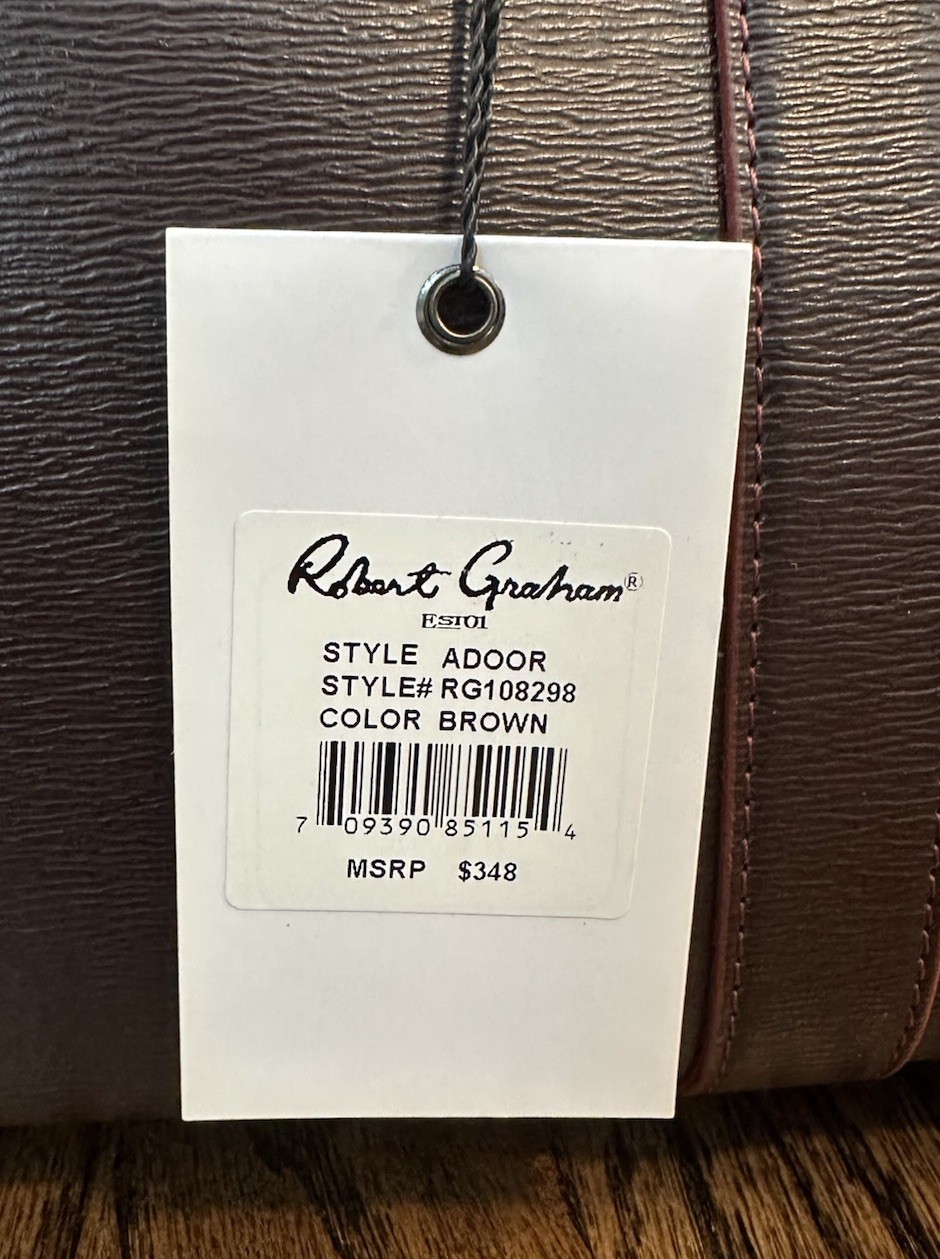 Robert Graham®
EST01
STYLE ADOOR
STYLE# RG108298
COLOR BROWN
7 09390 85115 4
MSRP $348